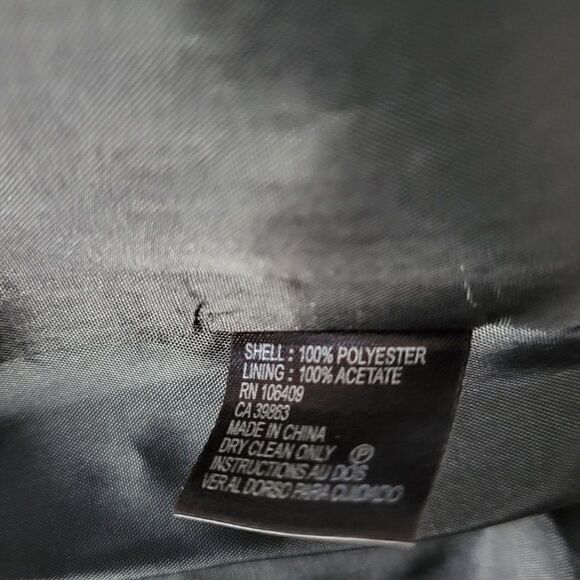 SHELL : 100% POLYESTER
LINING : 100% ACETATE
RN 106409
CA 39863
MADE IN CHINA
DRY CLEAN ONLY Ⓟ
INSTRUCTIONS AU DOS
VER AL DORSO PARA CUIDADO